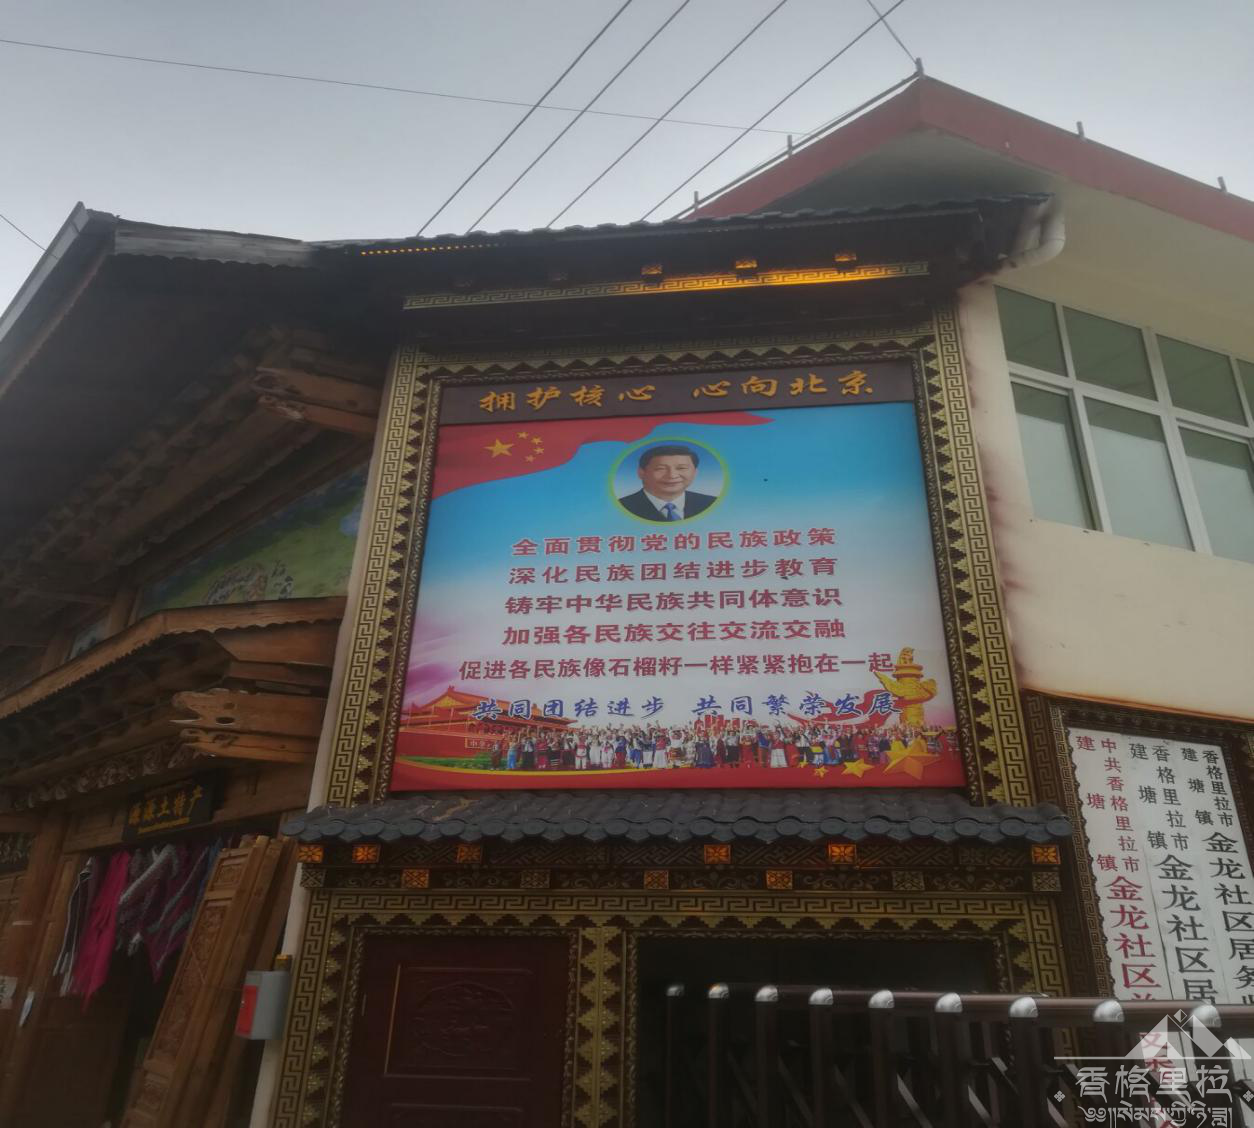 拥护核心 心向北京
全面贯彻党的民族政策
深化民族团结进步教育
铸牢中华民族共同体意识
加强各民族交往交流交融
促进各民族像石榴籽一样紧紧抱在一起
共同团结进步 共同繁荣发展
土特产
香格里拉市
建塘镇
金龙社区居务
香格里拉市
建塘镇
金龙社区居
中共香格里拉市
建塘镇
金龙社区
香格里拉